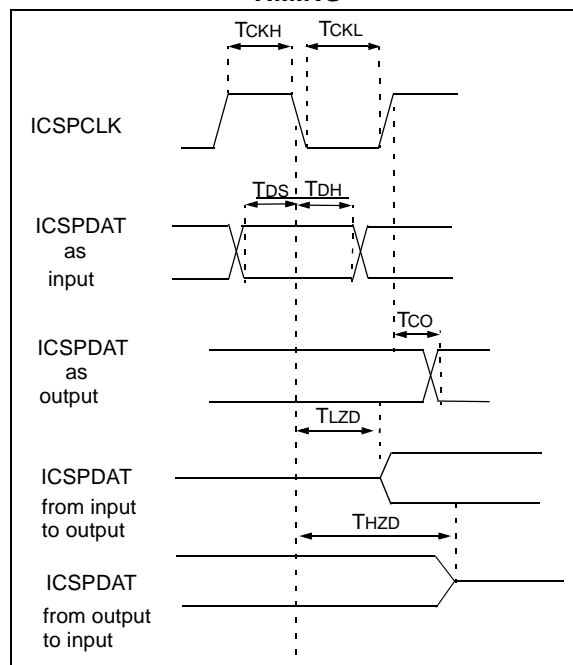 TIMING
TCKH TCKL
ICSPCLK
TDS TDH
ICSPDAT
as
input
TCO
ICSPDAT
as
output
TLZD
ICSPDAT
from input
to output
THZD
ICSPDAT
from output
to input